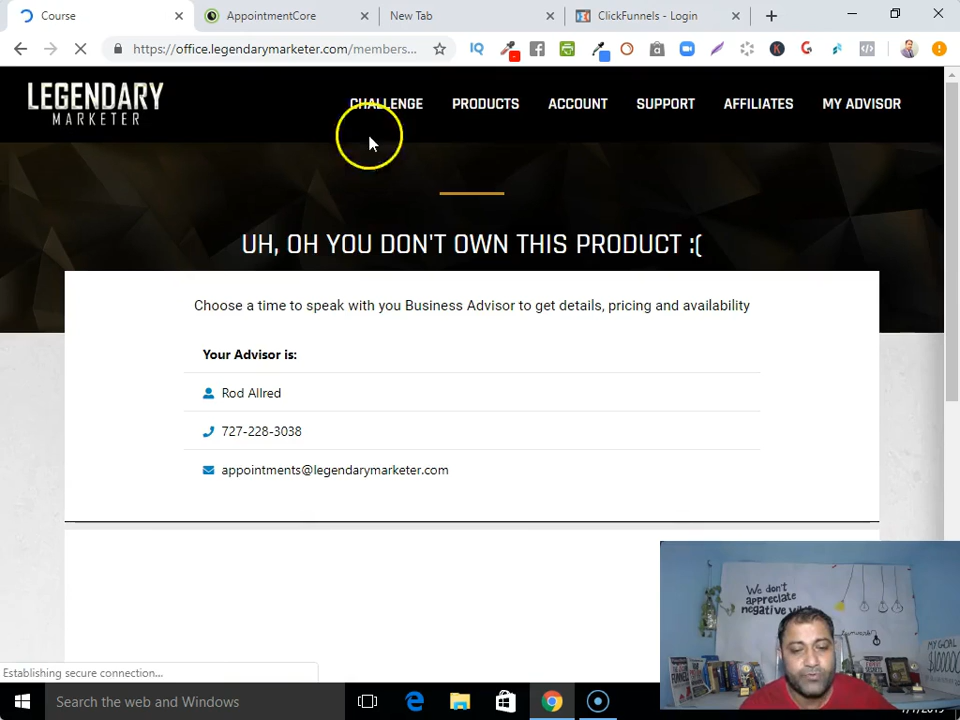 Course
AppointmentCore
New Tab
ClickFunnels - Login
https://office.legendarymarketer.com/members...
LEGENDARY
MARKETER
CHALLENGE
PRODUCTS
ACCOUNT
SUPPORT
AFFILIATES
MY ADVISOR
UH, OH YOU DON'T OWN THIS PRODUCT :(
Choose a time to speak with you Business Advisor to get details, pricing and availability
Your Advisor is:
Rod Allred
727-228-3038
appointments@legendarymarketer.com
We don't
appreciate
negative
MY GOAL
Establishing secure connection...
Search the web and Windows